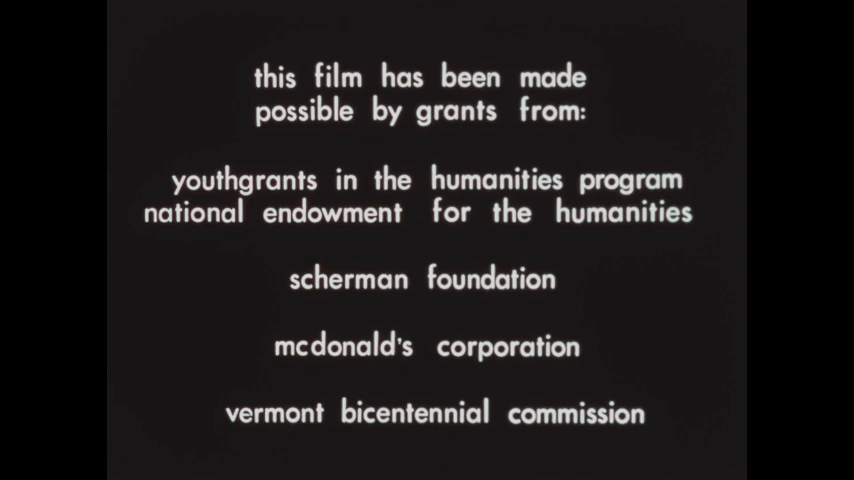 this film has been made
possible by grants from:
youthgrants in the humanities program
national endowment for the humanities
scherman foundation
mcdonald's corporation
vermont bicentennial commission